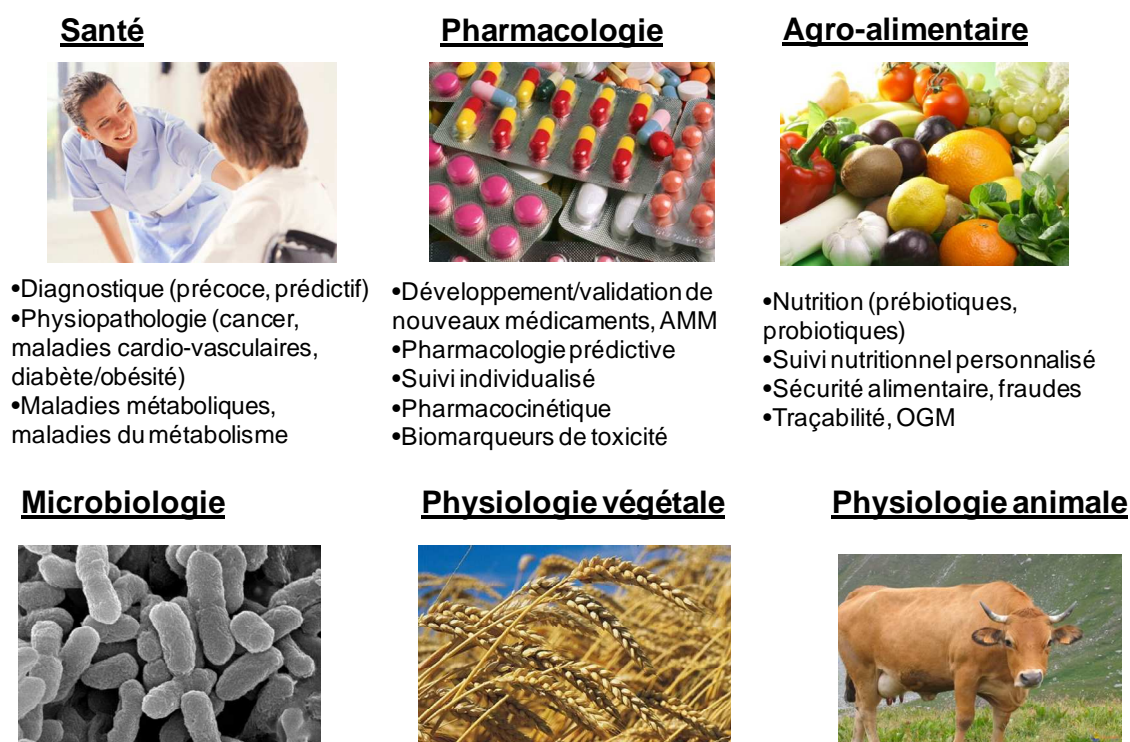 Santé
Pharmacologie
Agro-alimentaire
•Diagnostique (précoce, prédictif)
•Physiopathologie (cancer,
maladies cardio-vasculaires,
diabète/obésité)
•Maladies métaboliques,
maladies du métabolisme
•Développement/validation de
nouveaux médicaments, AMM
•Pharmacologie prédictive
•Suivi individualisé
•Pharmacocinétique
•Biomarqueurs de toxicité
•Nutrition (prébiotiques,
probiotiques)
•Suivi nutritionnel personnalisé
•Sécurité alimentaire, fraudes
•Traçabilité, OGM
Microbiologie
Physiologie végétale
Physiologie animale